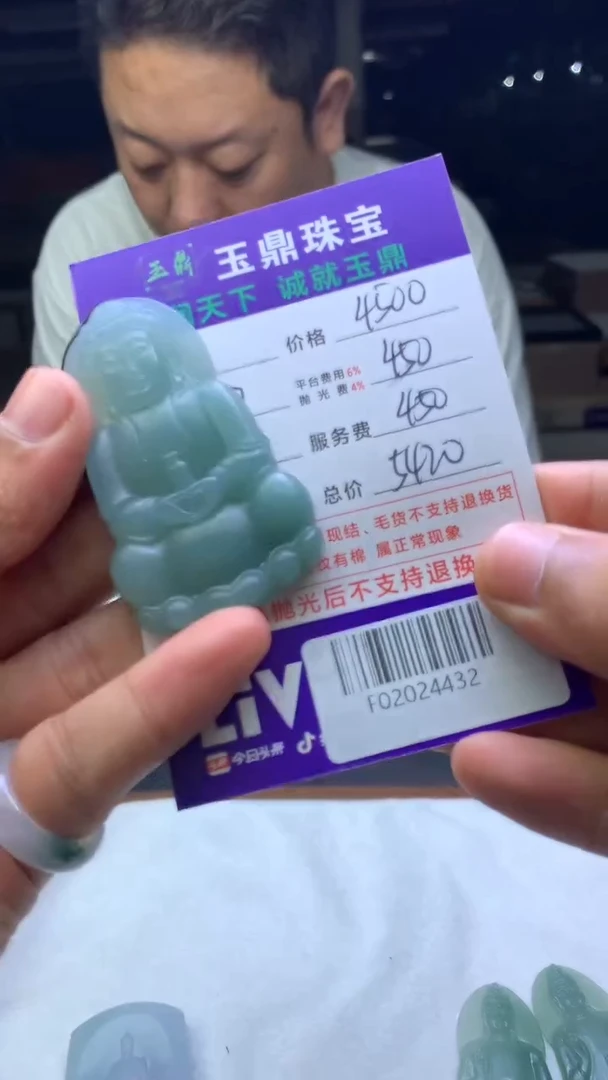 玉鼎
玉鼎珠宝
天下 诚就玉鼎
价格 4500
平台费用6%
抛光费4% 450
服务费 450
总价 5420
现结、毛货不支持退换货
纹有棉 属正常现象
抛光后不支持退换
LIV
今日头条
F02024432